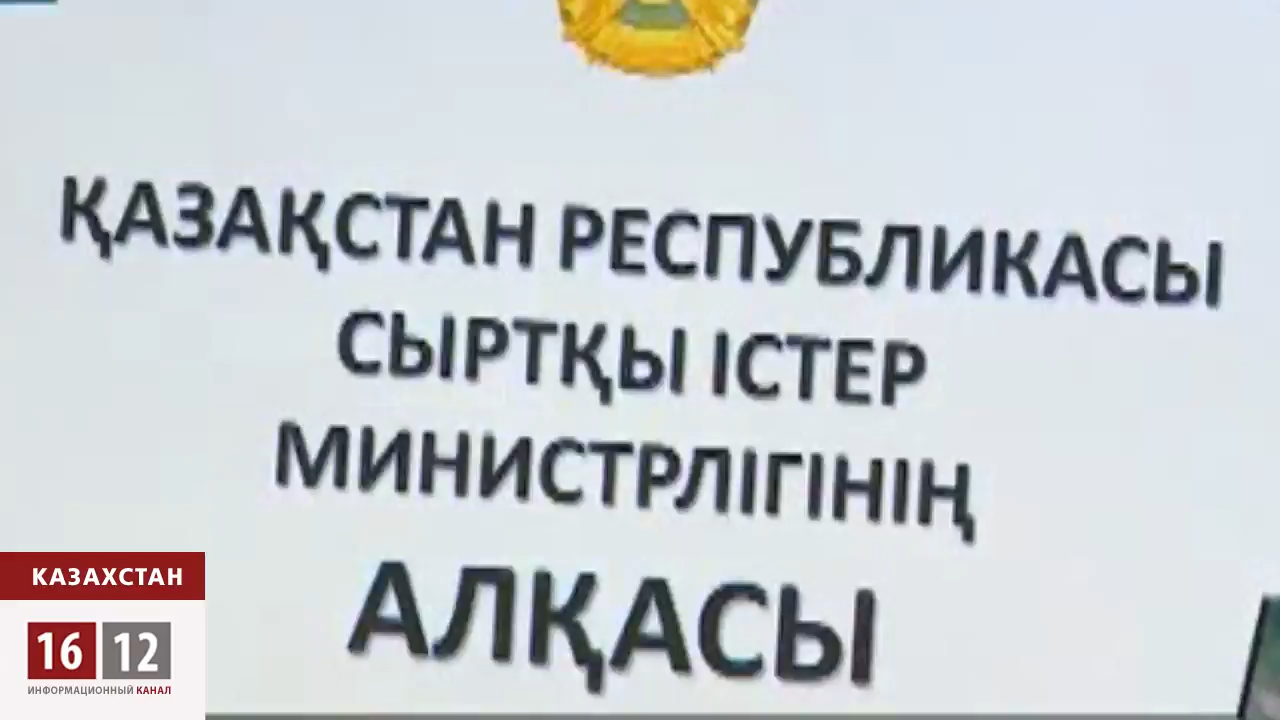 ҚАЗАҚСТАН РЕСПУБЛИКАСЫ
СЫРТҚЫ ІСТЕР
МИНИСТРЛІГІНІҢ
АЛҚАСЫ
КАЗАХСТАН
16 12
ИНФОРМАЦИОННЫЙ КАНАЛ